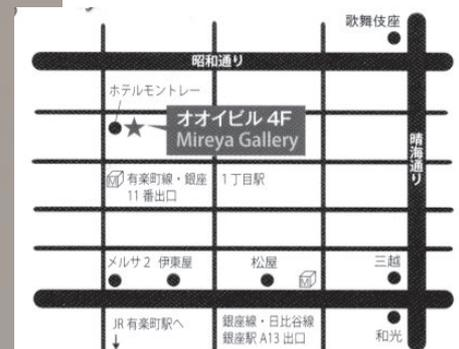 歌舞伎座
昭和通り
ホテルモントレー
オオイビル 4F
Mireya Gallery
晴海通り
有楽町線・銀座 1丁目駅
11番出口
メルサ2 伊東屋 松屋 三越
JR 有楽町駅へ
銀座線・日比谷線
銀座駅 A13 出口
和光